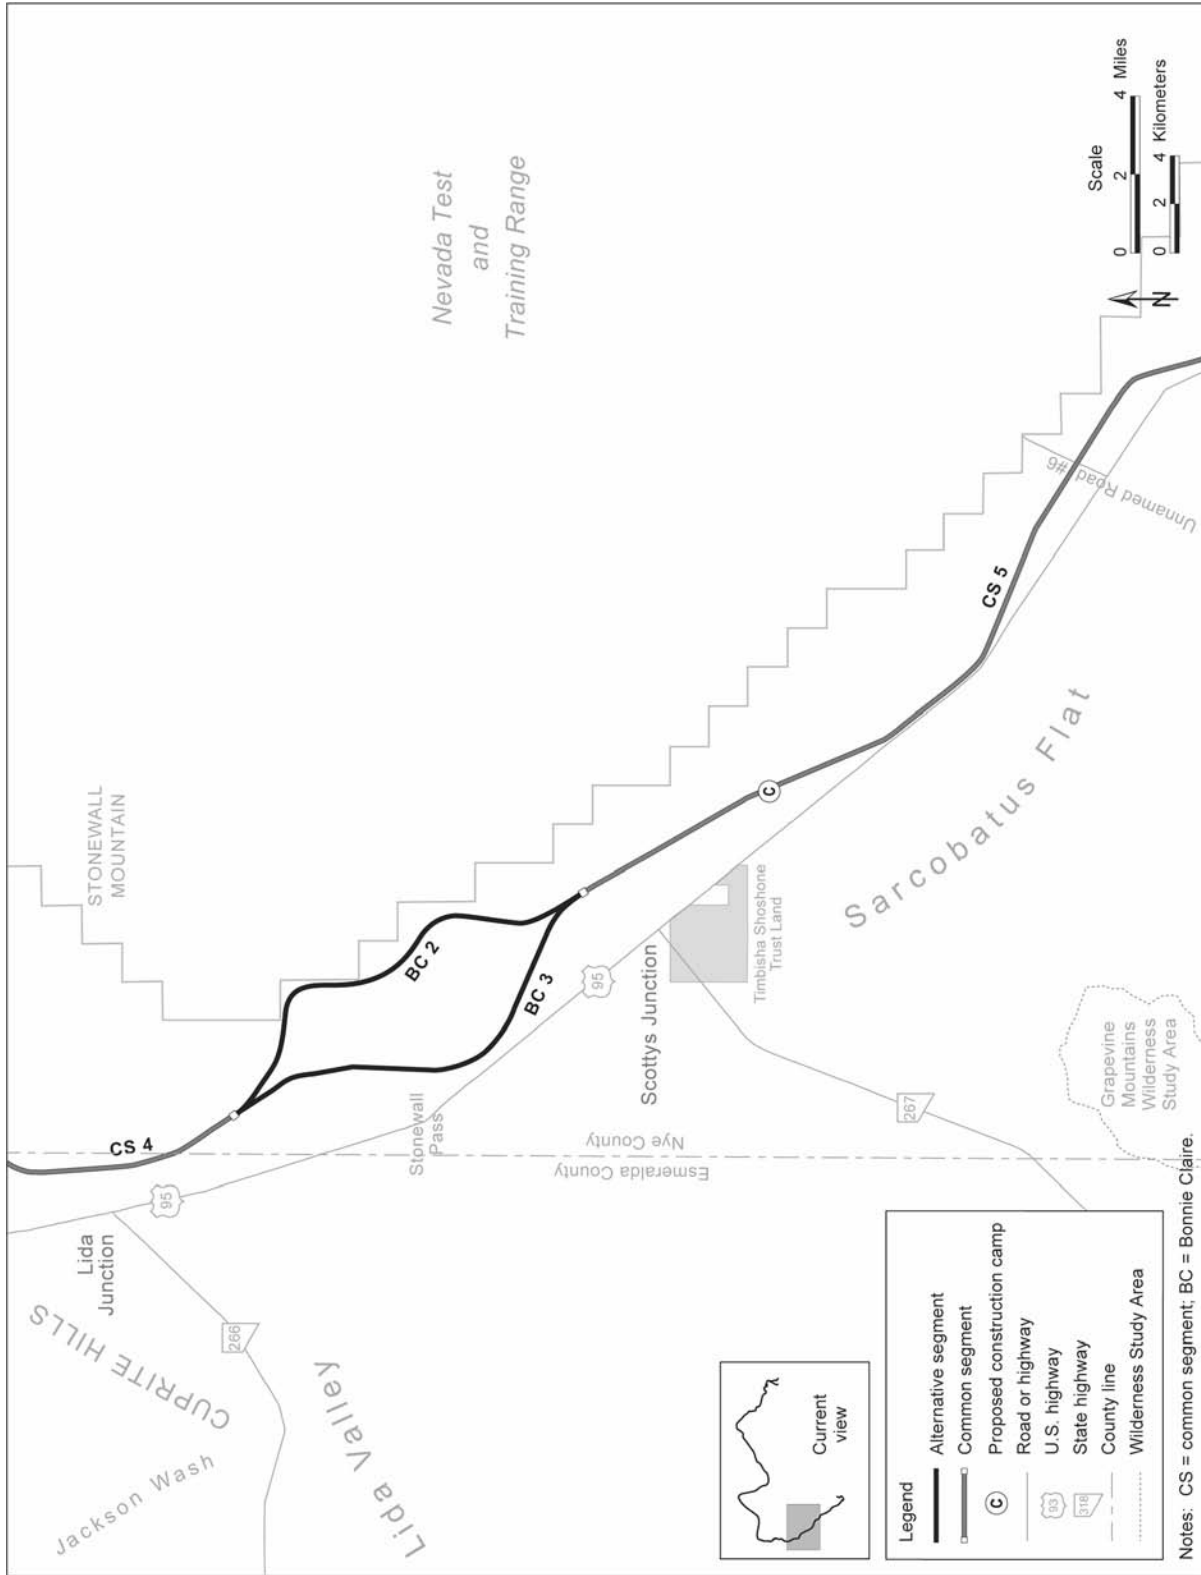 Nevada Test
and
Training Range
STONEWALL
MOUNTAIN
CS 4
BC 2
BC 3
CS 5
C
95
95
Lida
Junction
CUPRITE HILLS
Jackson Wash
266
Lida Valley
Stonewall
Pass
Esmeralda County
Nye County
Scottys Junction
Timbisha Shoshone
Trust Land
267
Sarcobatus Flat
Unnamed Road #6
Grapevine
Mountains
Wilderness
Study Area
N
Scale
0 2 4 Miles
0 2 4 Kilometers
Current
view
Legend
Alternative segment
Common segment
C Proposed construction camp
Road or highway
93 U.S. highway
318 State highway
County line
Wilderness Study Area
Notes: CS = common segment; BC = Bonnie Claire.